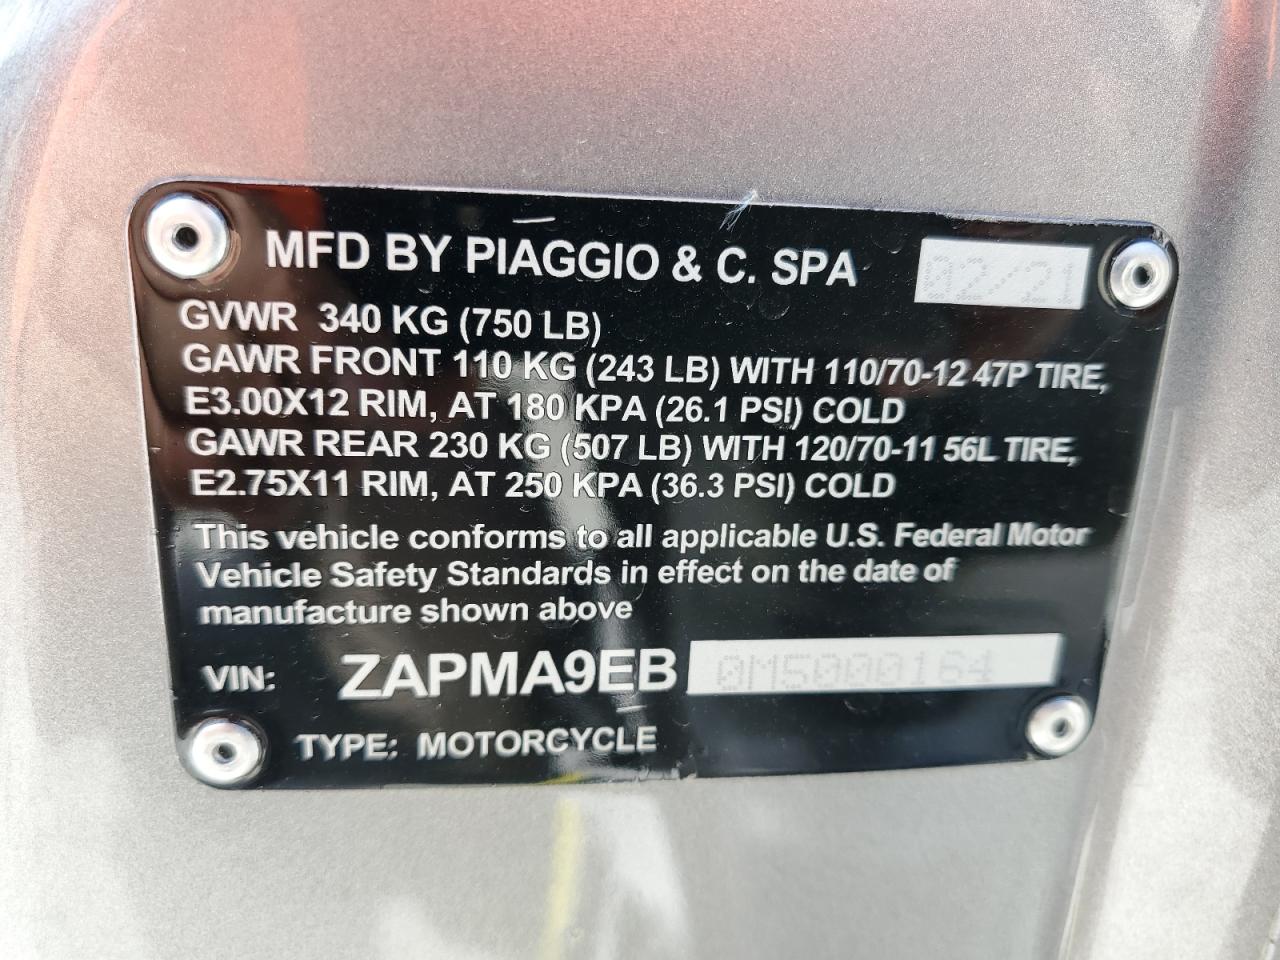 MFD BY PIAGGIO & C. SPA 02/21
GVWR 340 KG (750 LB)
GAWR FRONT 110 KG (243 LB) WITH 110/70-12 47P TIRE,
E3.00X12 RIM, AT 180 KPA (26.1 PSI) COLD
GAWR REAR 230 KG (507 LB) WITH 120/70-11 56L TIRE,
E2.75X11 RIM, AT 250 KPA (36.3 PSI) COLD
This vehicle conforms to all applicable U.S. Federal Motor
Vehicle Safety Standards in effect on the date of
manufacture shown above
VIN: ZAPMA9EB 0M5000164
TYPE: MOTORCYCLE